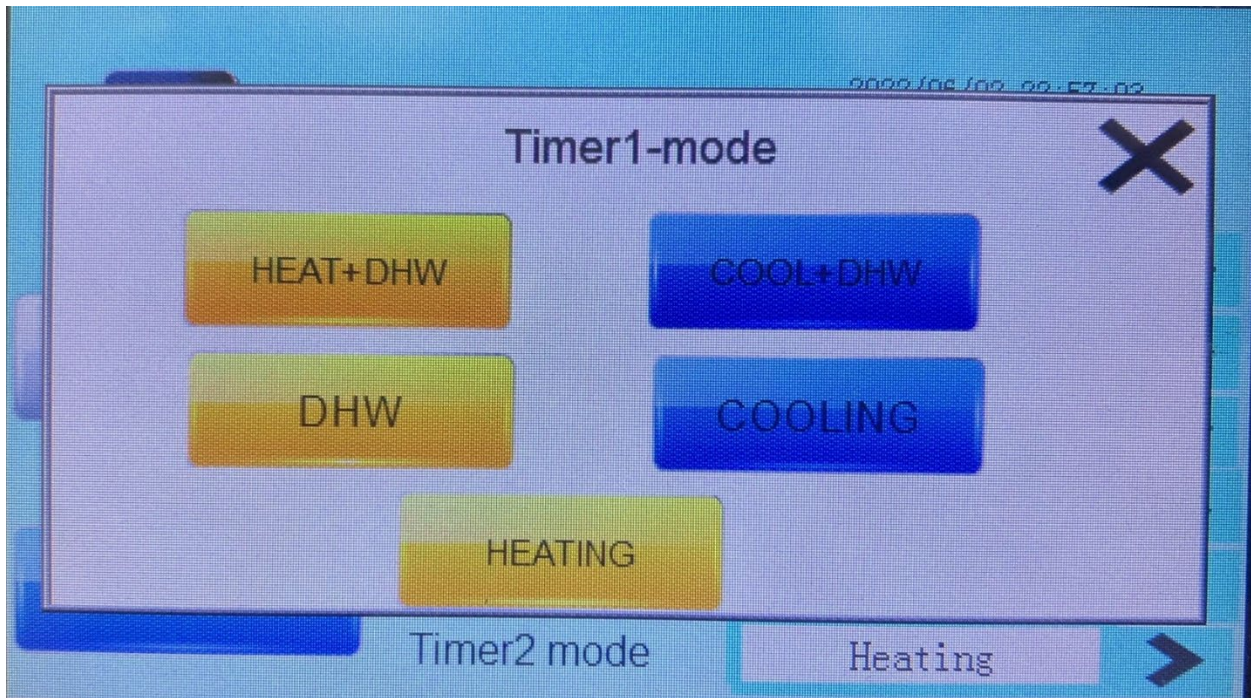 Timer1-mode
HEAT+DHW
COOL+DHW
DHW
COOLING
HEATING
Timer2 mode
Heating